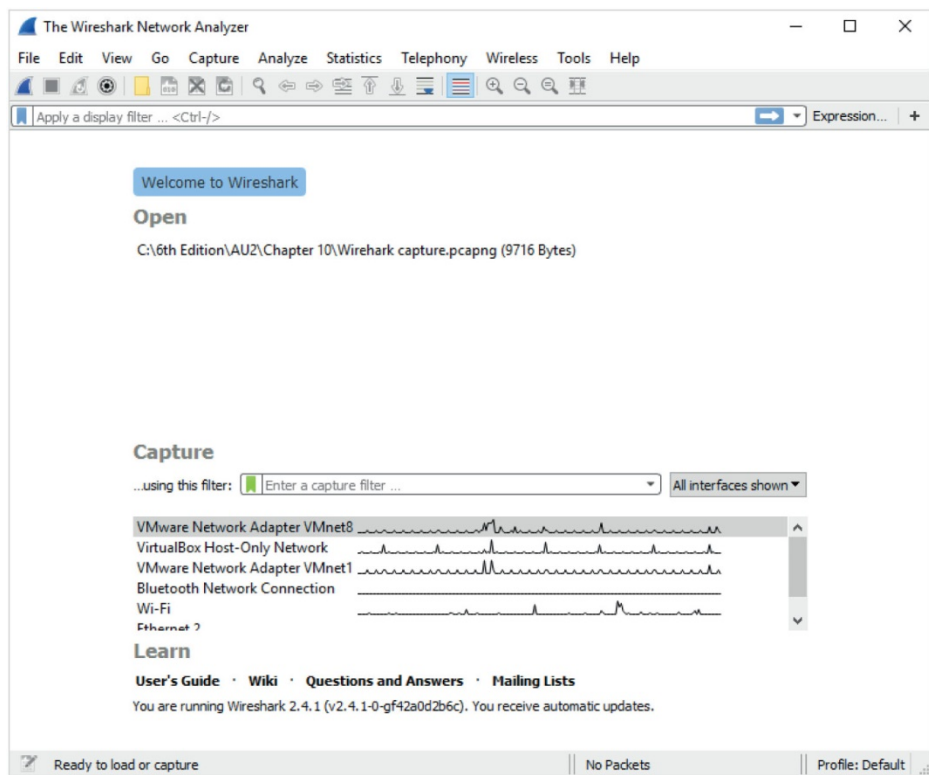 The Wireshark Network Analyzer
File Edit View Go Capture Analyze Statistics Telephony Wireless Tools Help
Apply a display filter ... <Ctrl-/> Expression... +
Welcome to Wireshark
Open
C:\6th Edition\AU2\Chapter 10\Wirehark capture.pcapng (9716 Bytes)
Capture
...using this filter: Enter a capture filter ... All interfaces shown
VMware Network Adapter VMnet8
VirtualBox Host-Only Network
VMware Network Adapter VMnet1
Bluetooth Network Connection
Wi-Fi
Ethernet 2
Learn
User's Guide · Wiki · Questions and Answers · Mailing Lists
You are running Wireshark 2.4.1 (v2.4.1-0-gf42a0d2b6c). You receive automatic updates.
Ready to load or capture No Packets Profile: Default